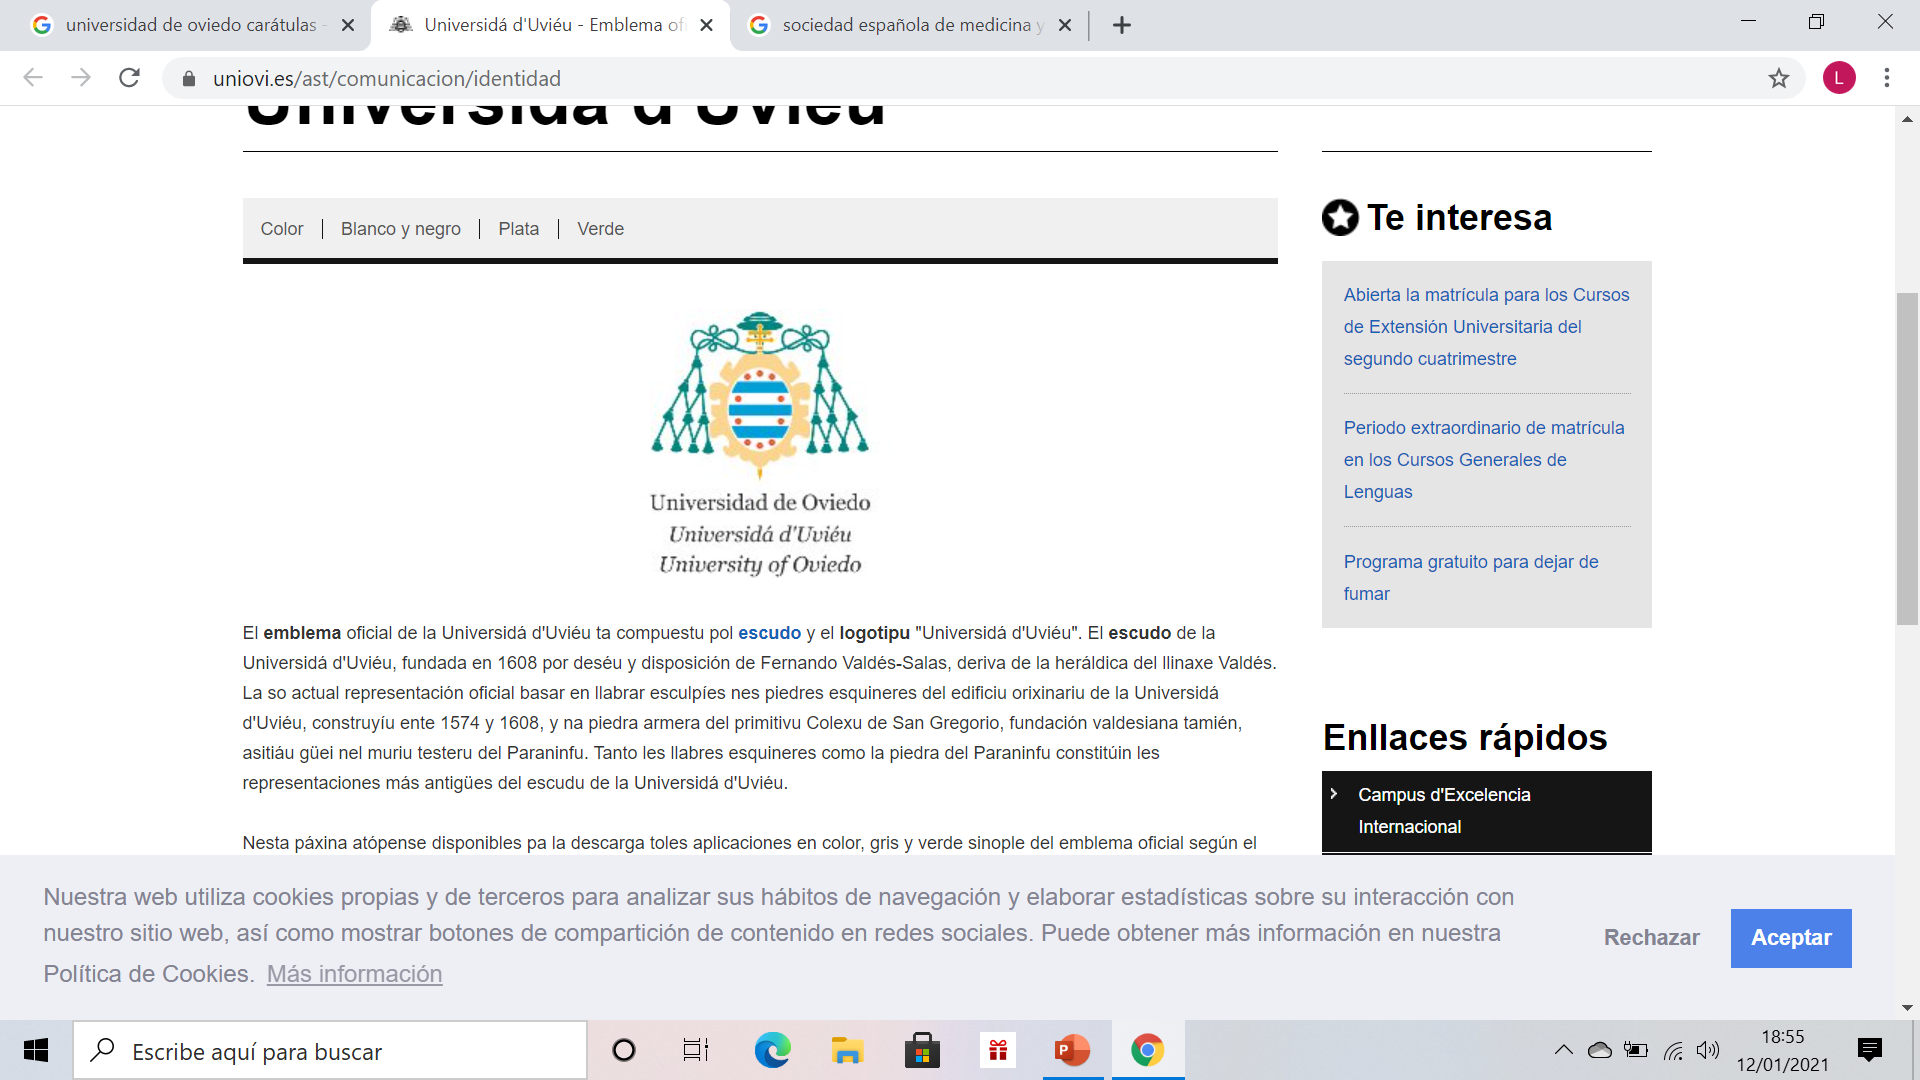 universidad de oviedo carátulas -
Universidá d'Uviéu - Emblema of
sociedad española de medicina y
L
uniovi.es/ast/comunicacion/identidad
Universidá d'Uviéu
Color
Blanco y negro
Plata
Verde
Universidad de Oviedo
Universidá d'Uviéu
University of Oviedo
El emblema oficial de la Universidá d'Uviéu ta compuestu pol escudo y el logotipu "Universidá d'Uviéu". El escudo de la
Universidá d'Uviéu, fundada en 1608 por deséu y disposición de Fernando Valdés-Salas, deriva de la heráldica del llinaxe Valdés.
La so actual representación oficial basar en llabrar esculpíes nes piedres esquineres del edificiu orixinariu de la Universidá
d'Uviéu, construyíu ente 1574 y 1608, y na piedra armera del primitivu Colexu de San Gregorio, fundación valdesiana tamién,
asitiáu güei nel muriu testeru del Paraninfu. Tanto les llabres esquineres como la piedra del Paraninfu constitúin les
representaciones más antigües del escudu de la Universidá d'Uviéu.
Nesta páxina atópense disponibles pa la descarga toles aplicaciones en color, gris y verde sinople del emblema oficial según el
Te interesa
Abierta la matrícula para los Cursos
de Extensión Universitaria del
segundo cuatrimestre
Periodo extraordinario de matrícula
en los Cursos Generales de
Lenguas
Programa gratuito para dejar de
fumar
Enllaces rápidos
Campus d'Excelencia
Internacional
Nuestra web utiliza cookies propias y de terceros para analizar sus hábitos de navegación y elaborar estadísticas sobre su interacción con
nuestro sitio web, así como mostrar botones de compartición de contenido en redes sociales. Puede obtener más información en nuestra
Política de Cookies. Más información
Rechazar
Aceptar
Escribe aquí para buscar
18:55
12/01/2021